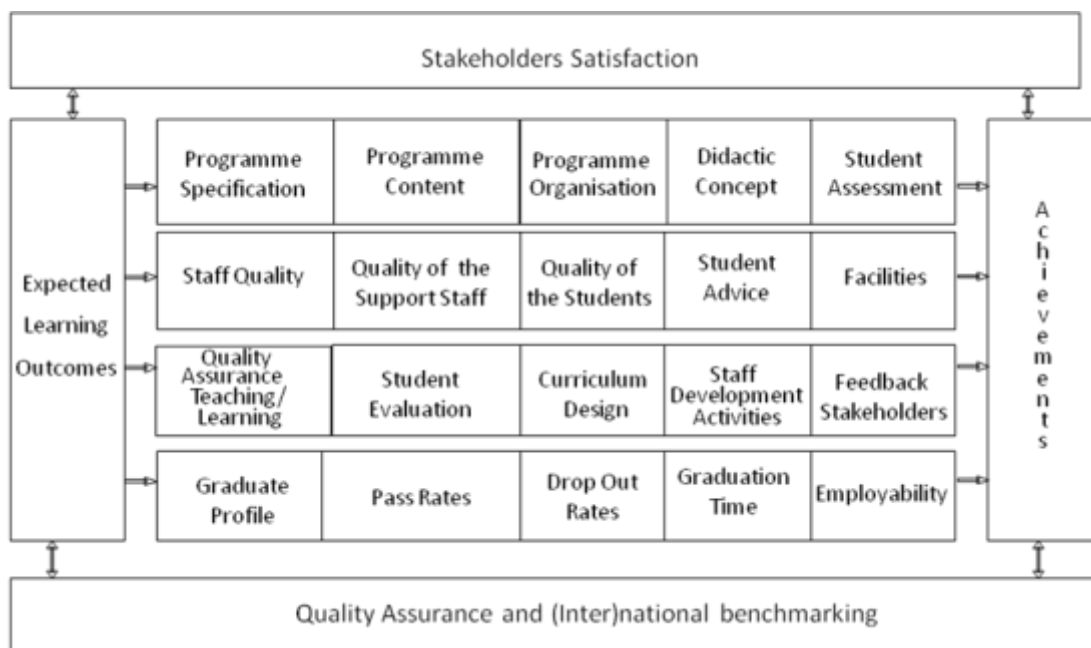 Stakeholders Satisfaction
Expected
Learning
Outcomes
Programme
Specification
Programme
Content
Programme
Organisation
Didactic
Concept
Student
Assessment
Staff Quality
Quality of the
Support Staff
Quality of
the Students
Student
Advice
Facilities
Quality
Assurance
Teaching/
Learning
Student
Evaluation
Curriculum
Design
Staff
Development
Activities
Feedback
Stakeholders
Graduate
Profile
Pass Rates
Drop Out
Rates
Graduation
Time
Employability
Achievements
Quality Assurance and (Inter)national benchmarking